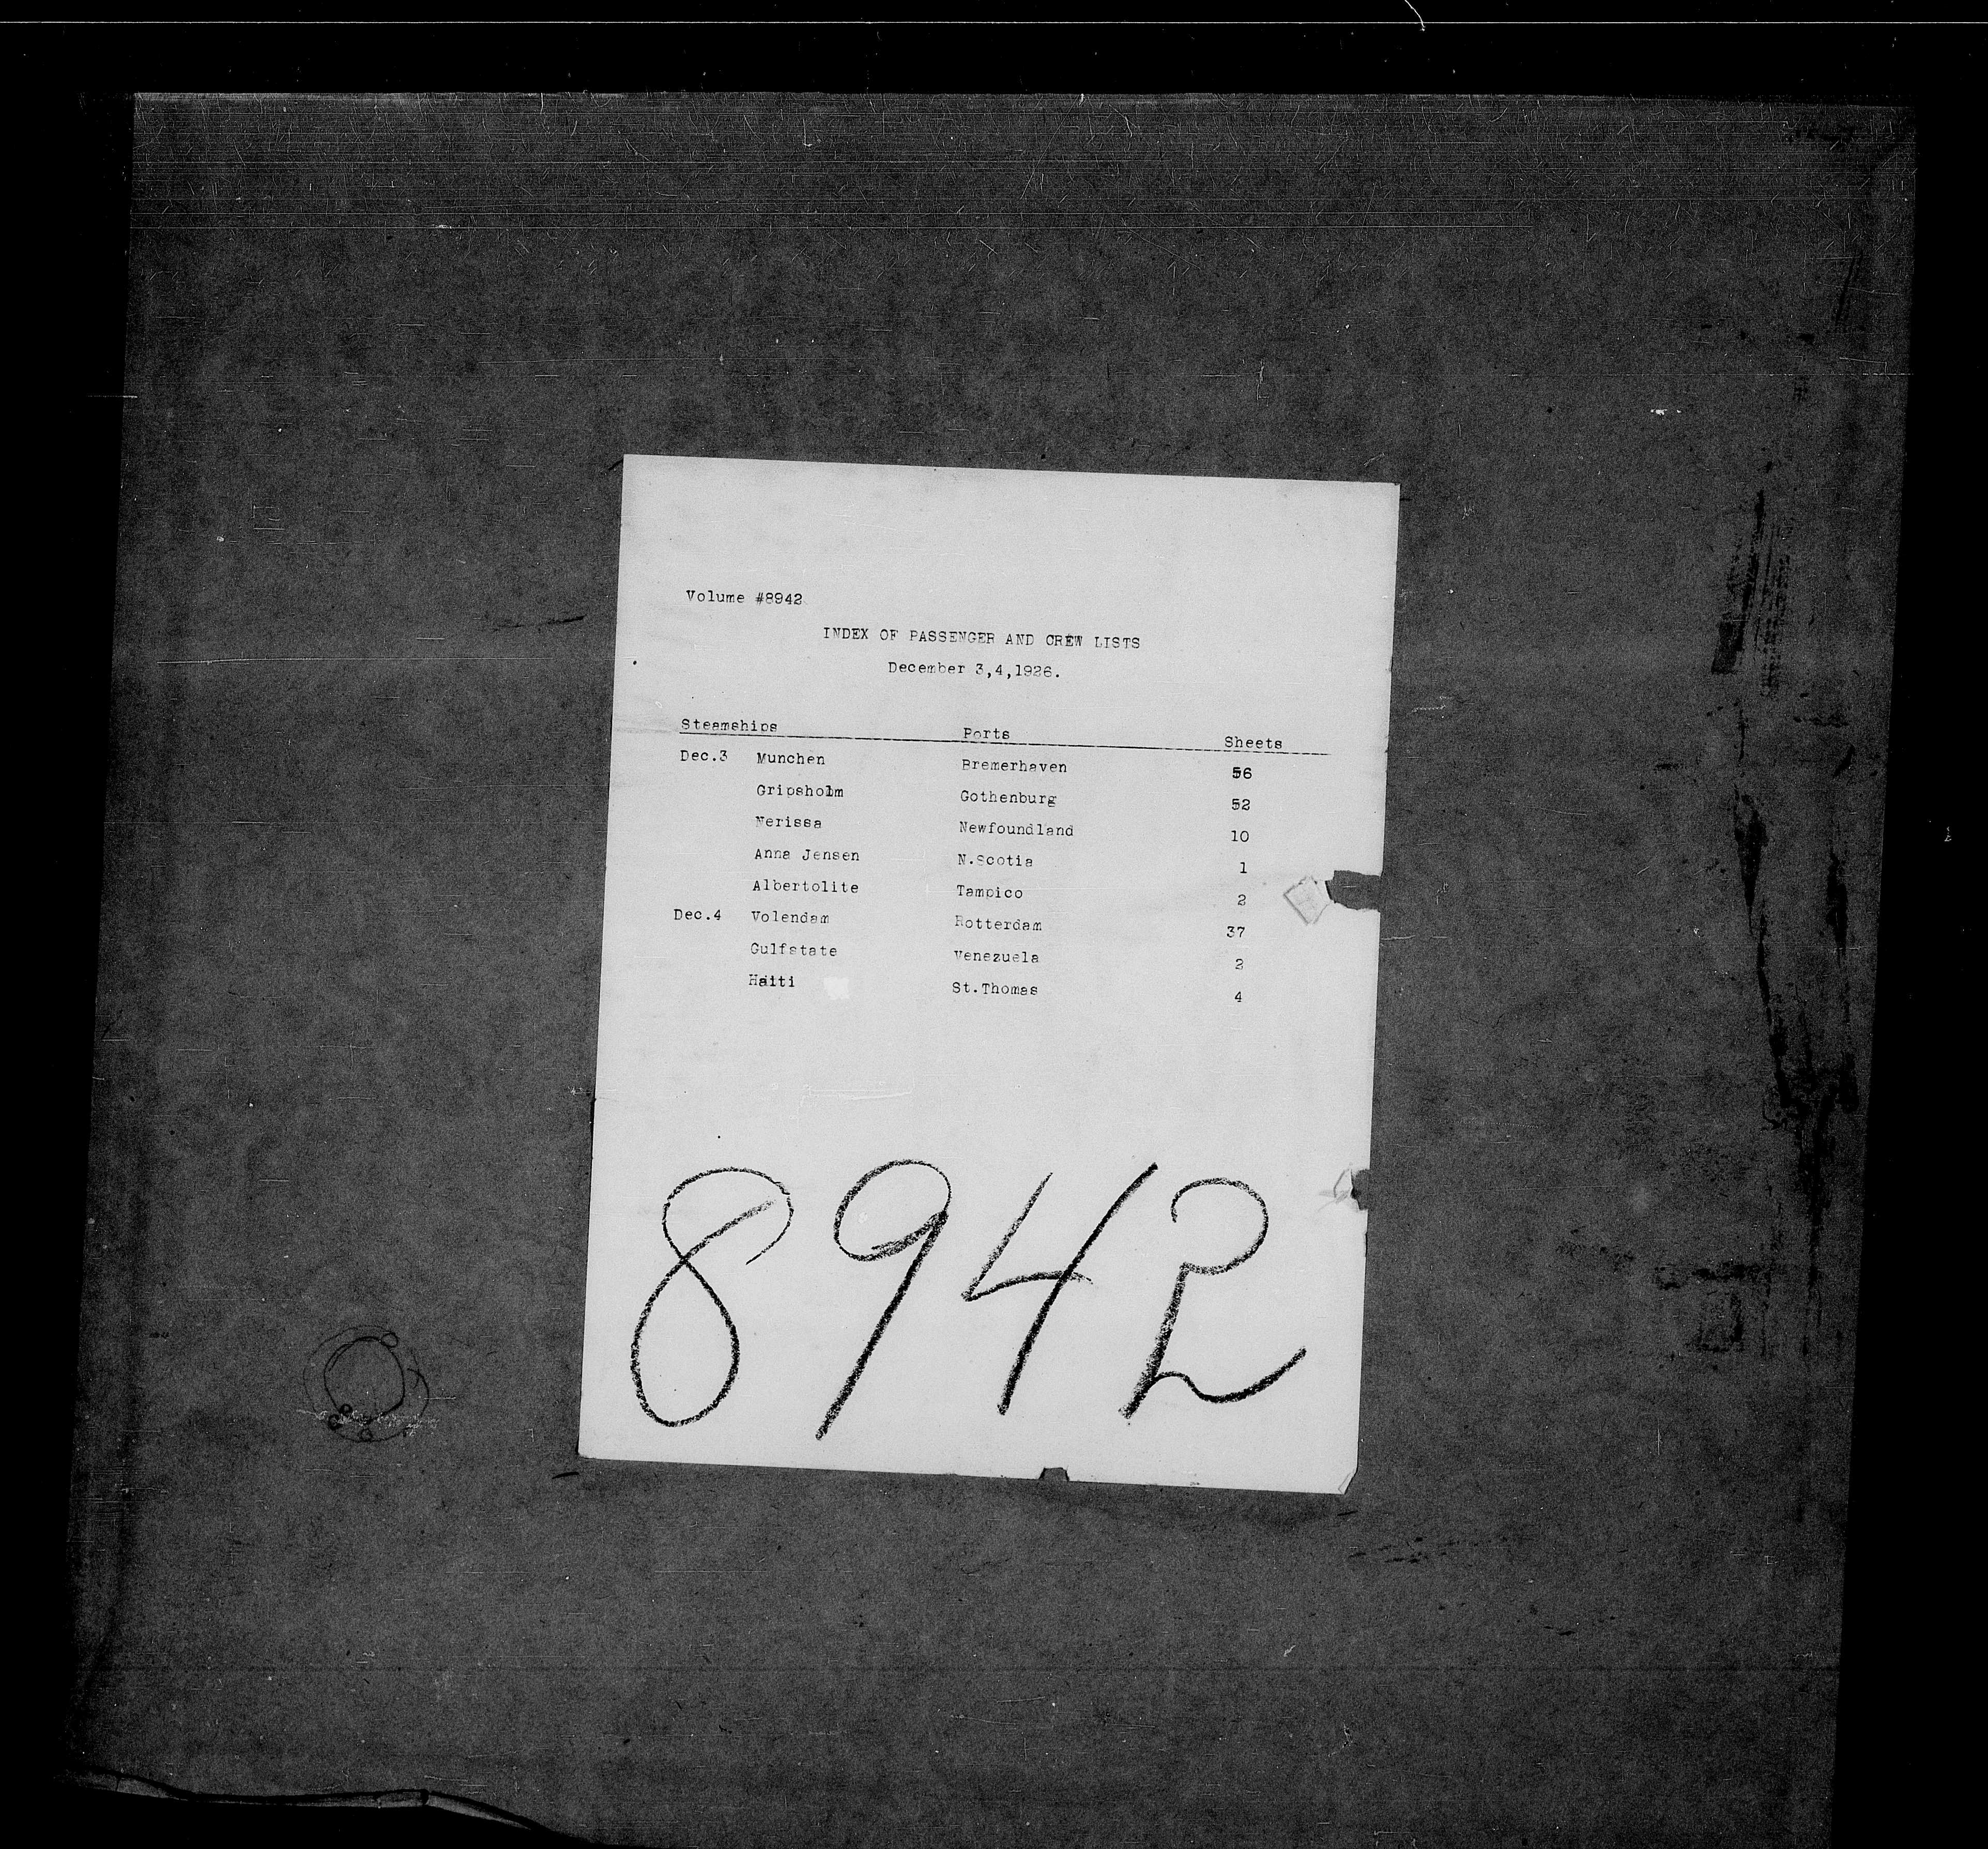 Volume #8942
INDEX OF PASSENGER AND CREW LISTS
December 3,4,1926.
Steamships Ports Sheets
Dec.3 Munchen Bremerhaven 56
Gripsholm Gothenburg 52
Nerissa Newfoundland 10
Anna Jensen N.Scotia 1
Albertolite Tampico 2
Dec.4 Volendam Rotterdam 37
Gulfstate Venezuela 2
Haiti St.Thomas 4
8942